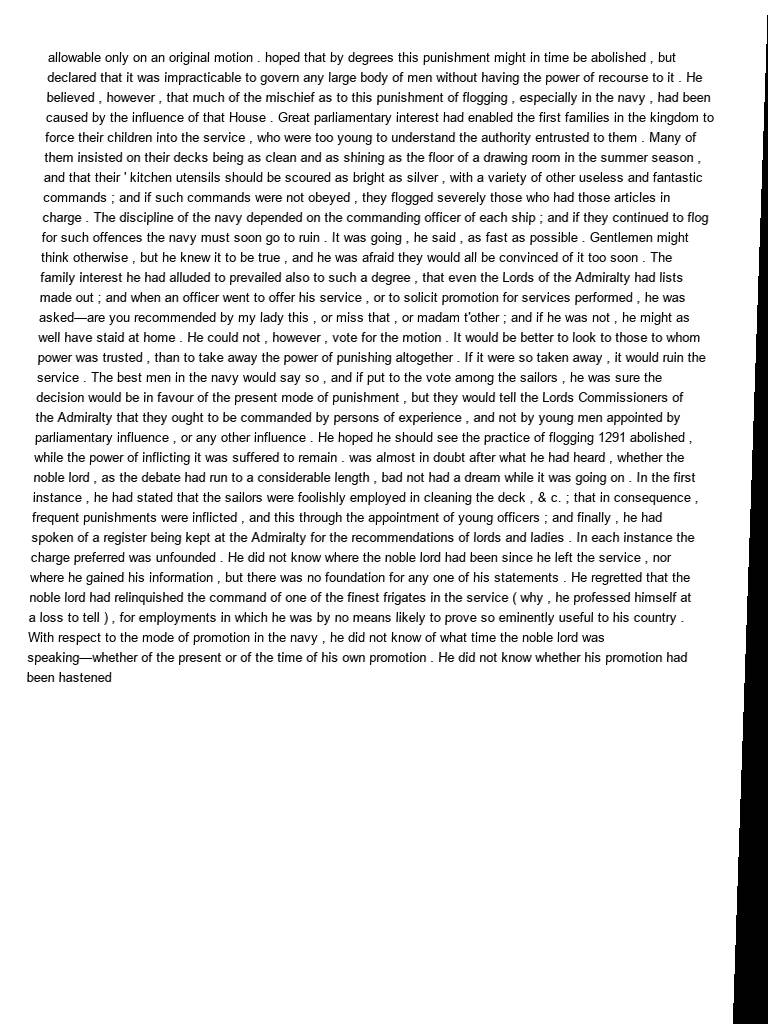 allowable only on an original motion . hoped that by degrees this punishment might in time be abolished , but
declared that it was impracticable to govern any large body of men without having the power of recourse to it . He
believed , however , that much of the mischief as to this punishment of flogging , especially in the navy , had been
caused by the influence of that House . Great parliamentary interest had enabled the first families in the kingdom to
force their children into the service , who were too young to understand the authority entrusted to them . Many of
them insisted on their decks being as clean and as shining as the floor of a drawing room in the summer season ,
and that their ' kitchen utensils should be scoured as bright as silver , with a variety of other useless and fantastic
commands ; and if such commands were not obeyed , they flogged severely those who had those articles in
charge . The discipline of the navy depended on the commanding officer of each ship ; and if they continued to flog
for such offences the navy must soon go to ruin . It was going , he said , as fast as possible . Gentlemen might
think otherwise , but he knew it to be true , and he was afraid they would all be convinced of it too soon . The
family interest he had alluded to prevailed also to such a degree , that even the Lords of the Admiralty had lists
made out ; and when an officer went to offer his service , or to solicit promotion for services performed , he was
asked—are you recommended by my lady this , or miss that , or madam t'other ; and if he was not , he might as
well have staid at home . He could not , however , vote for the motion . It would be better to look to those to whom
power was trusted , than to take away the power of punishing altogether . If it were so taken away , it would ruin the
service . The best men in the navy would say so , and if put to the vote among the sailors , he was sure the
decision would be in favour of the present mode of punishment , but they would tell the Lords Commissioners of
the Admiralty that they ought to be commanded by persons of experience , and not by young men appointed by
parliamentary influence , or any other influence . He hoped he should see the practice of flogging 1291 abolished ,
while the power of inflicting it was suffered to remain . was almost in doubt after what he had heard , whether the
noble lord , as the debate had run to a considerable length , bad not had a dream while it was going on . In the first
instance , he had stated that the sailors were foolishly employed in cleaning the deck , & c. ; that in consequence ,
frequent punishments were inflicted , and this through the appointment of young officers ; and finally , he had
spoken of a register being kept at the Admiralty for the recommendations of lords and ladies . In each instance the
charge preferred was unfounded . He did not know where the noble lord had been since he left the service , nor
where he gained his information , but there was no foundation for any one of his statements . He regretted that the
noble lord had relinquished the command of one of the finest frigates in the service ( why , he professed himself at
a loss to tell ) , for employments in which he was by no means likely to prove so eminently useful to his country .
With respect to the mode of promotion in the navy , he did not know of what time the noble lord was
speaking—whether of the present or of the time of his own promotion . He did not know whether his promotion had
been hastened